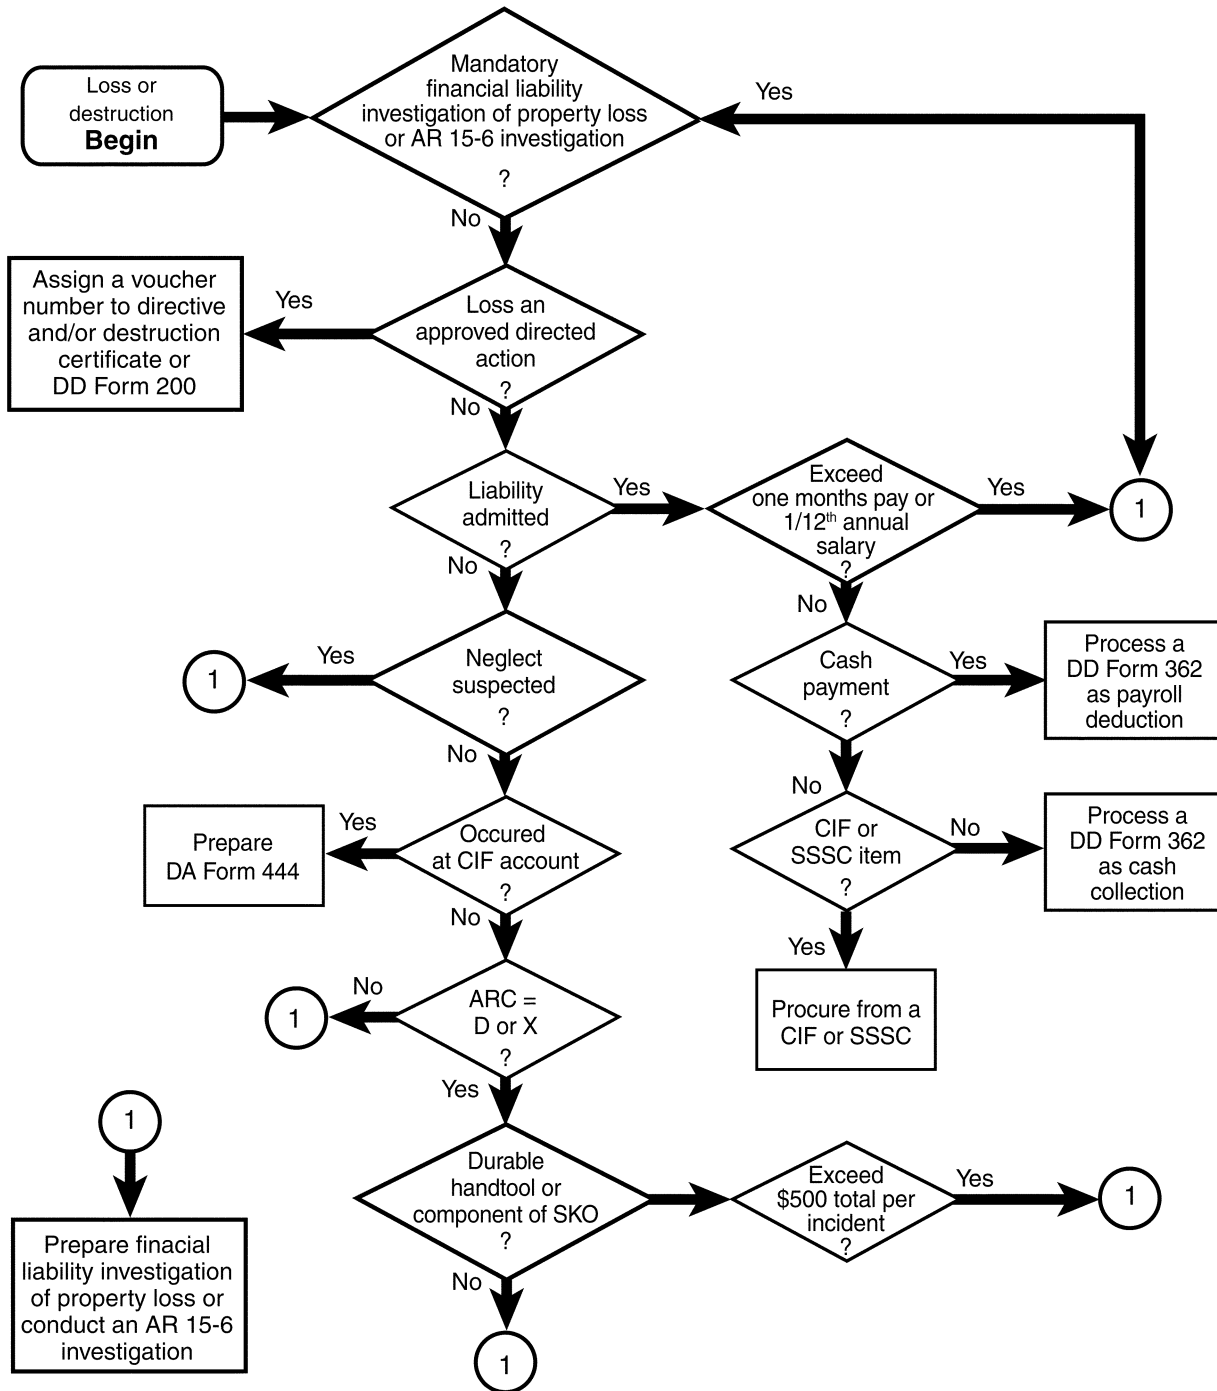 Loss or
destruction
Begin
Mandatory
financial liability
investigation of property loss
or AR 15-6 investigation
?
Yes
No
Assign a voucher
number to directive
and/or destruction
certificate or
DD Form 200
Yes
Loss an
approved directed
action
?
No
Liability
admitted
?
Yes
Exceed
one months pay or
1/12th annual
salary
?
Yes
1
No
No
1
Yes
Neglect
suspected
?
Cash
payment
?
Yes
Process a
DD Form 362
as payroll
deduction
No
No
Prepare
DA Form 444
Yes
Occured
at CIF account
?
CIF or
SSSC item
?
No
Process a
DD Form 362
as cash
collection
No
Yes
Procure from a
CIF or SSSC
1
No
ARC =
D or X
?
Yes
1
Prepare finacial
liability investigation
of property loss or
conduct an AR 15-6
investigation
Durable
handtool or
component of SKO
?
Exceed
$500 total per
incident
?
Yes
1
No
1